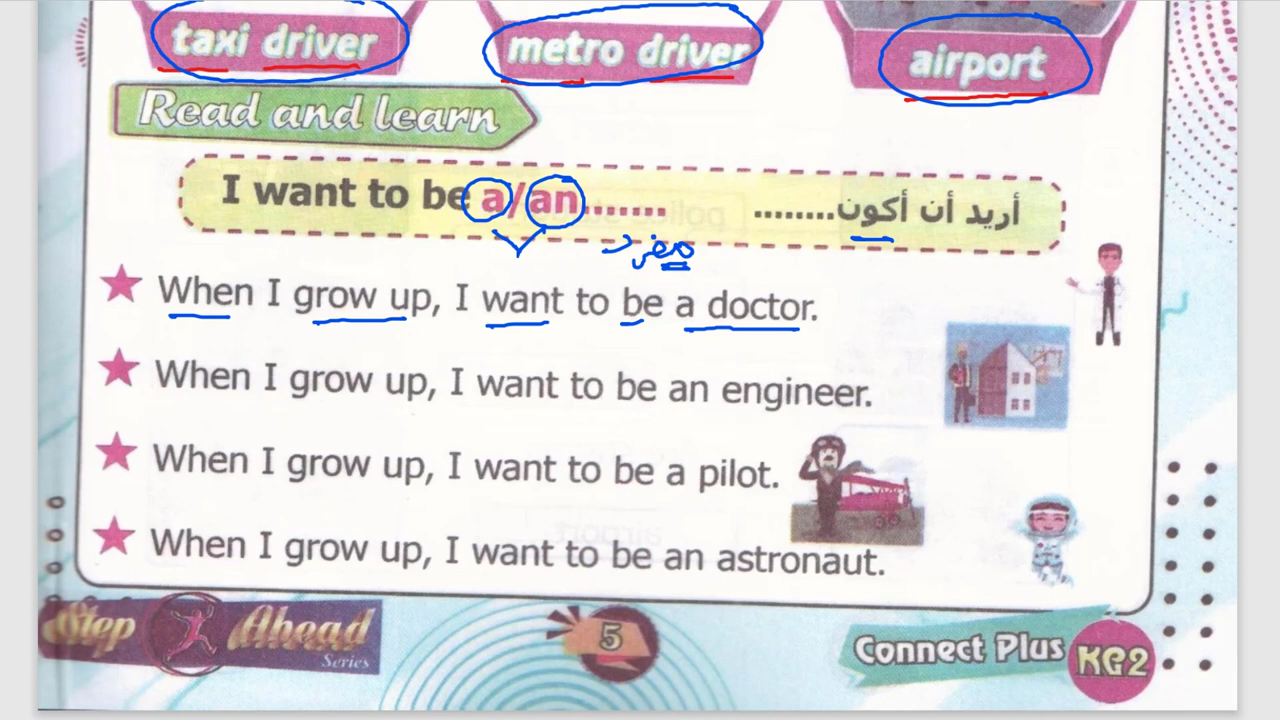 taxi driver metro driver airport
Read and learn
I want to be a/an....... أريد أن أكون.........
مفرد
When I grow up, I want to be a doctor.
When I grow up, I want to be an engineer.
When I grow up, I want to be a pilot.
When I grow up, I want to be an astronaut.
Step Ahead Series 5 Connect Plus KG2